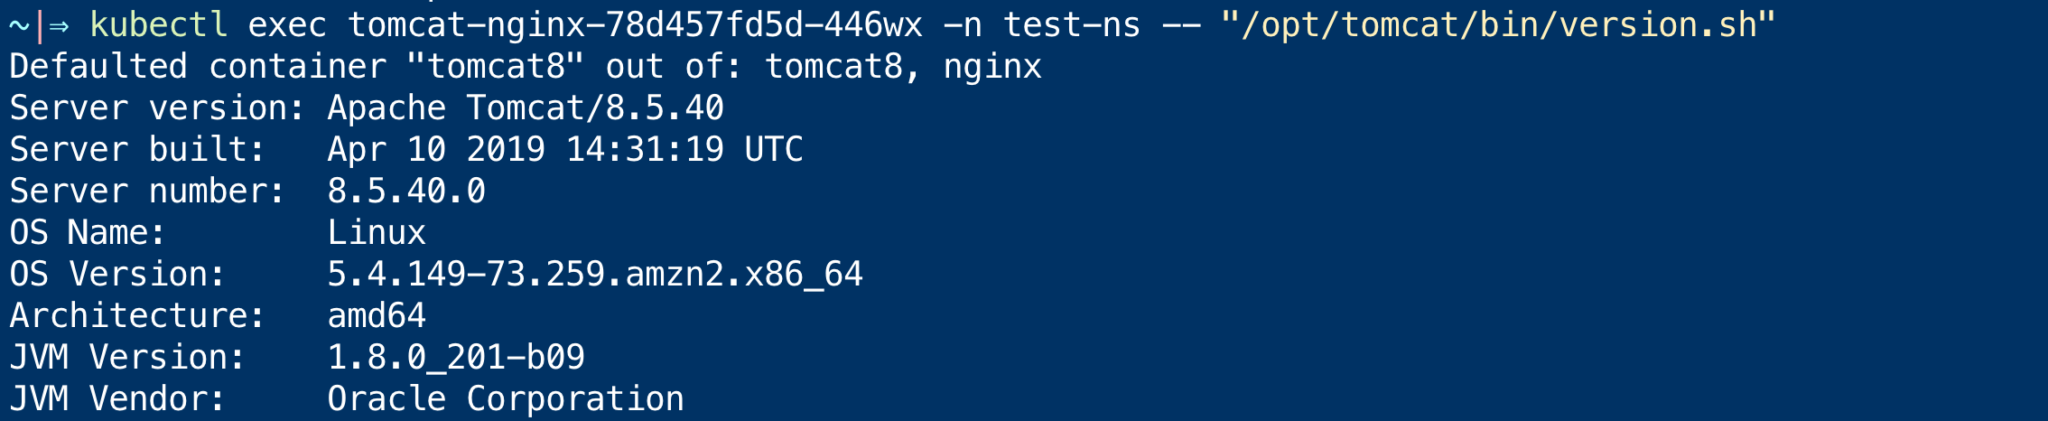 ~|⇒ kubectl exec tomcat-nginx-78d457fd5d-446wx -n test-ns -- "/opt/tomcat/bin/version.sh"
Defaulted container "tomcat8" out of: tomcat8, nginx
Server version: Apache Tomcat/8.5.40
Server built:   Apr 10 2019 14:31:19 UTC
Server number:  8.5.40.0
OS Name:        Linux
OS Version:     5.4.149-73.259.amzn2.x86_64
Architecture:   amd64
JVM Version:    1.8.0_201-b09
JVM Vendor:     Oracle Corporation